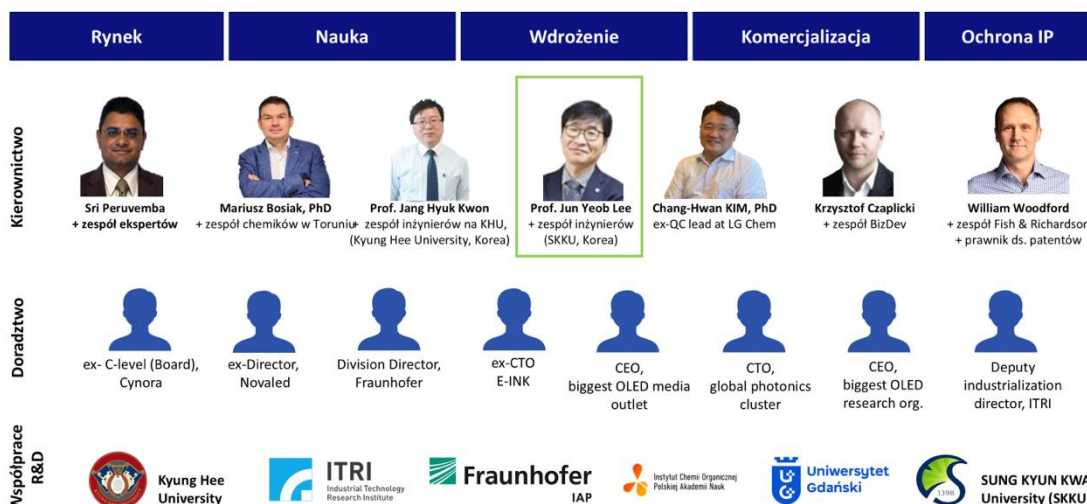 Rynek
Nauka
Wdrożenie
Komercjalizacja
Ochrona IP
Kierownictwo
Sri Peruvemba
+ zespół ekspertów
Mariusz Bosiak, PhD
+ zespół chemików w Toruniu
Prof. Jang Hyuk Kwon
+ zespół inżynierów na KHU,
(Kyung Hee University, Korea)
Prof. Jun Yeob Lee
+ zespół inżynierów
(SKKU, Korea)
Chang-Hwan KIM, PhD
ex-QC lead at LG Chem
Krzysztof Czaplicki
+ zespół BizDev
William Woodford
+ zespół Fish & Richardson
+ prawnik ds. patentów
Doradztwo
ex- C-level (Board),
Cynora
ex-Director,
Novaled
Division Director,
Fraunhofer
ex-CTO
E-INK
CEO,
biggest OLED media
outlet
CTO,
global photonics
cluster
CEO,
biggest OLED
research org.
Deputy
industrialization
director, ITRI
Współprace
R&D
Kyung Hee
University
ITRI
Industrial Technology
Research Institute
Fraunhofer
IAP
Instytut Chemii Organicznej
Polskiej Akademii Nauk
Uniwersytet
Gdański
1398
SUNG KYUN KWA
University (SKK